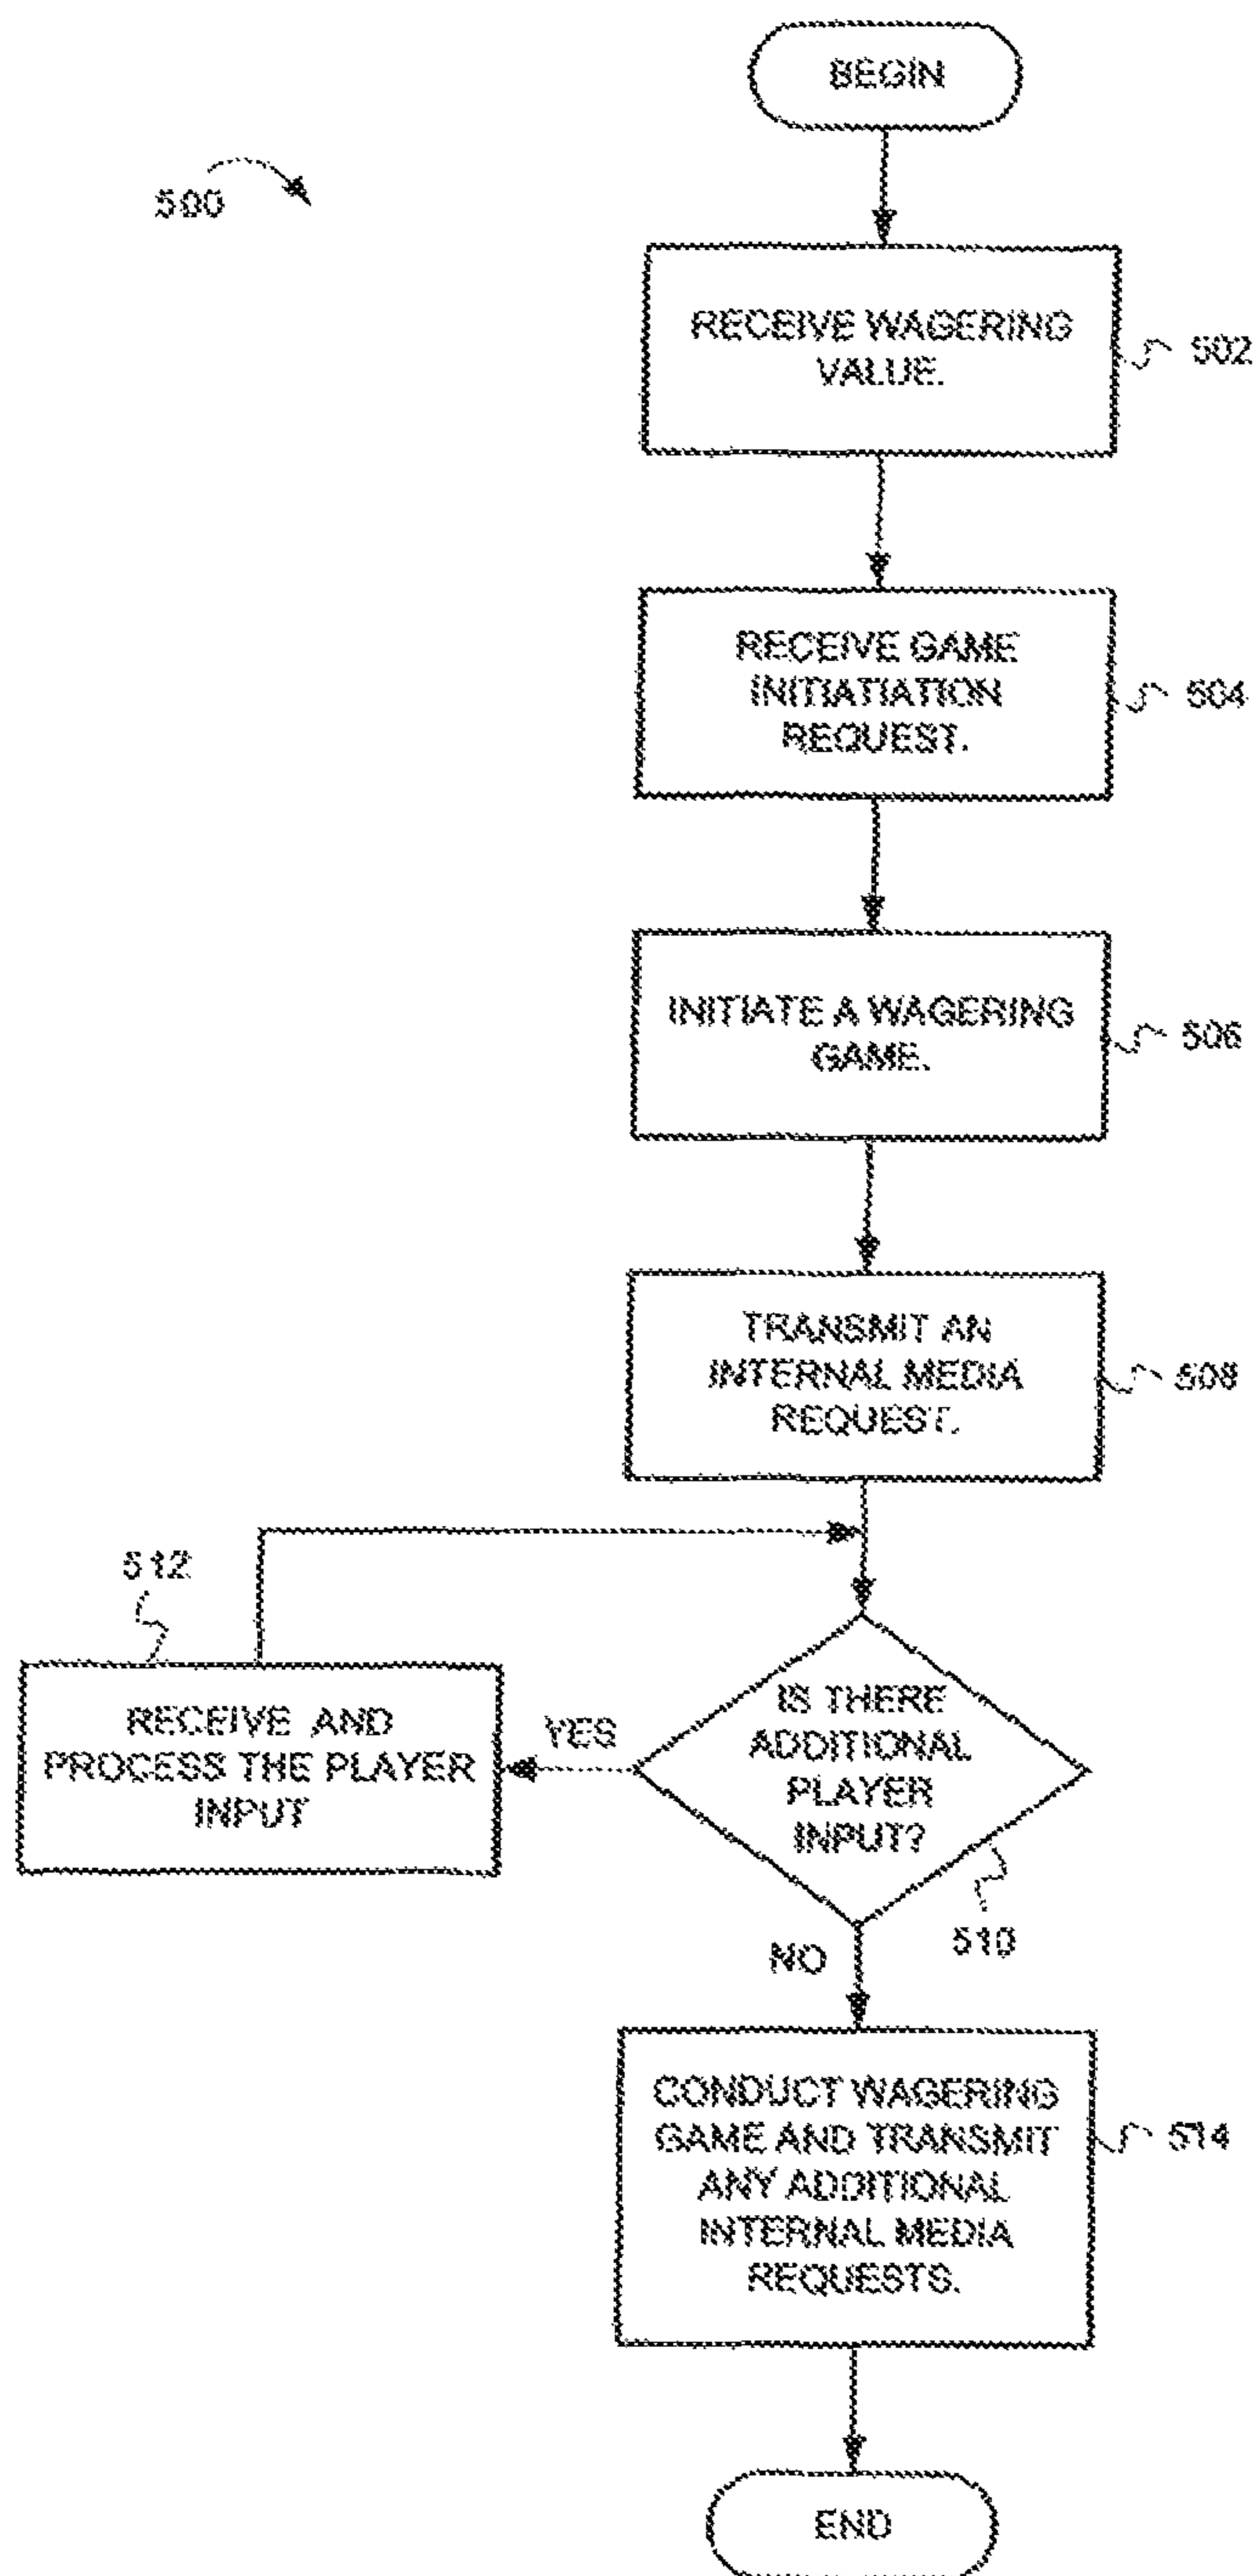 BEGIN
500
RECEIVE WAGERING
VALUE.
502
RECEIVE GAME
INITIATIATION
REQUEST.
504
INITIATE A WAGERING
GAME.
506
TRANSMIT AN
INTERNAL MEDIA
REQUEST.
508
512
RECEIVE AND
PROCESS THE PLAYER
INPUT
YES
IS THERE
ADDITIONAL
PLAYER
INPUT?
510
NO
CONDUCT WAGERING
GAME AND TRANSMIT
ANY ADDITIONAL
INTERNAL MEDIA
REQUESTS.
514
END